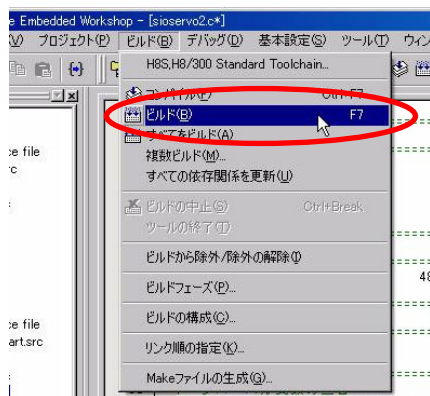 e Embedded Workshop - [sioservo2.c*]
(V) プロジェクト(P) ビルド(B) デバッグ(D) 基本設定(S) ツール(T) ウィン
H8S,H8/300 Standard Toolchain...
コンパイル(F) Ctrl+F7
ビルド(B) F7
すべてをビルド(A)
複数ビルド(M)...
すべての依存関係を更新(U)
ビルドの中止(S) Ctrl+Break
ツールの終了(T)
ビルドから除外/除外の解除(I)
ビルドフェーズ(P)...
ビルドの構成(C)...
リンク順の指定(K)...
Makeファイルの生成(G)...
ce file
rc
48
ce file
art.src